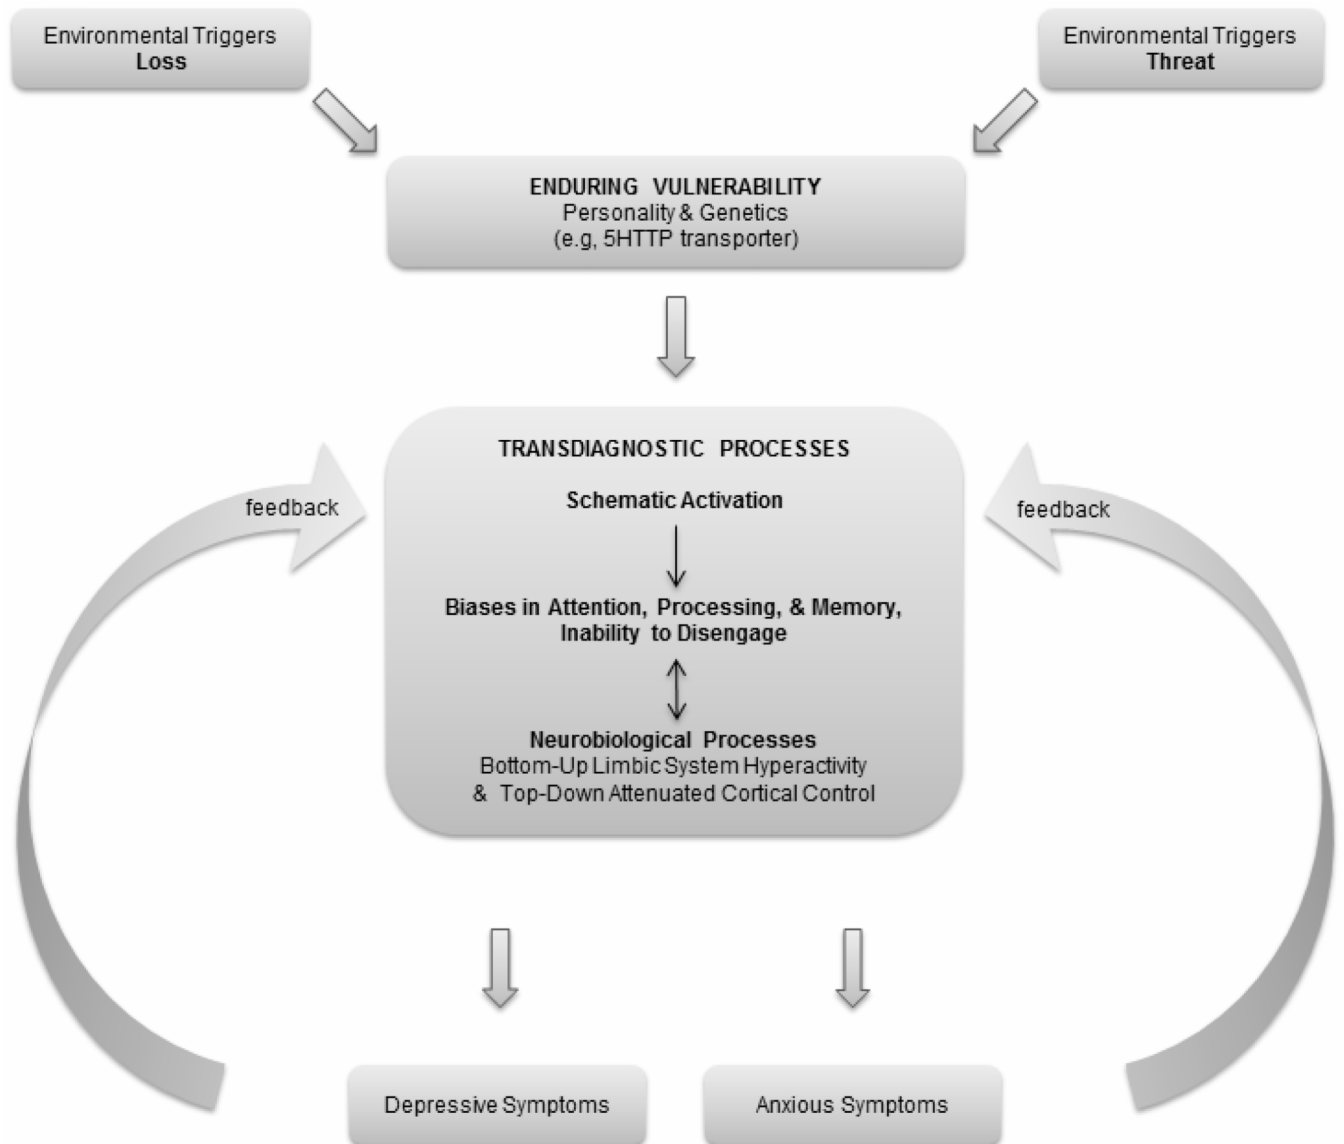 Environmental Triggers
Loss
Environmental Triggers
Threat
ENDURING VULNERABILITY
Personality & Genetics
(e.g, 5HTTP transporter)
TRANSDIAGNOSTIC PROCESSES
Schematic Activation
feedback
feedback
Biases in Attention, Processing, & Memory,
Inability to Disengage
Neurobiological Processes
Bottom-Up Limbic System Hyperactivity
& Top-Down Attenuated Cortical Control
Depressive Symptoms
Anxious Symptoms